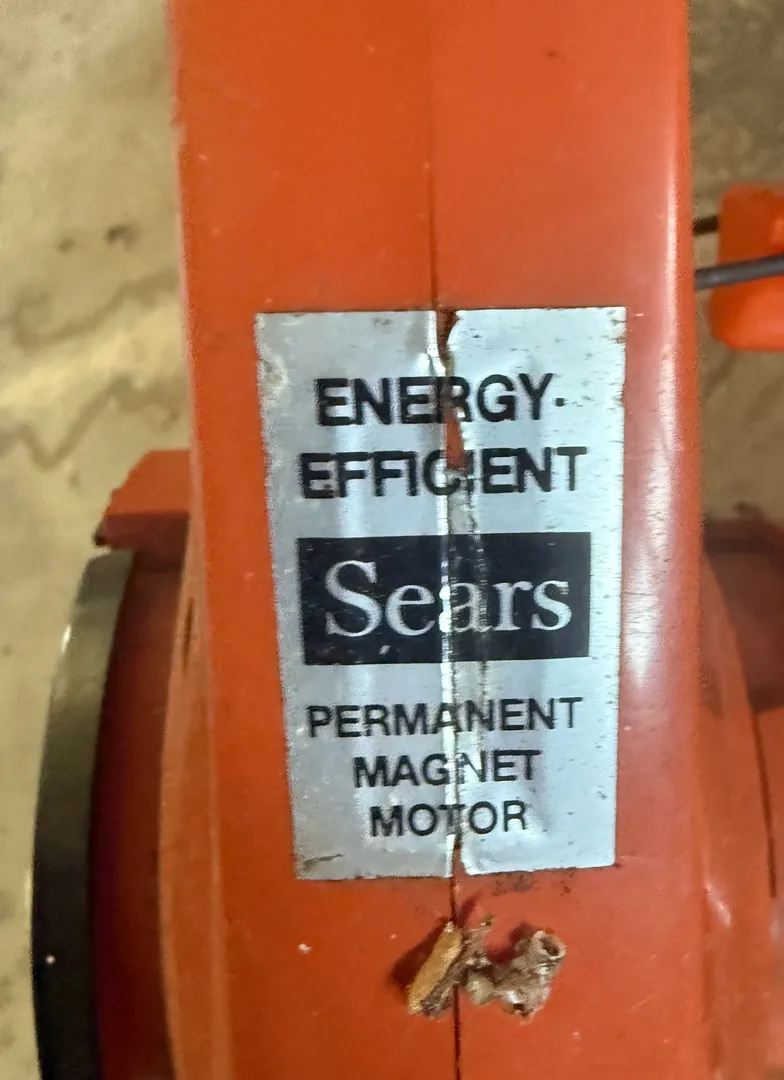 ENERGY-
EFFICIENT
Sears
PERMANENT
MAGNET
MOTOR